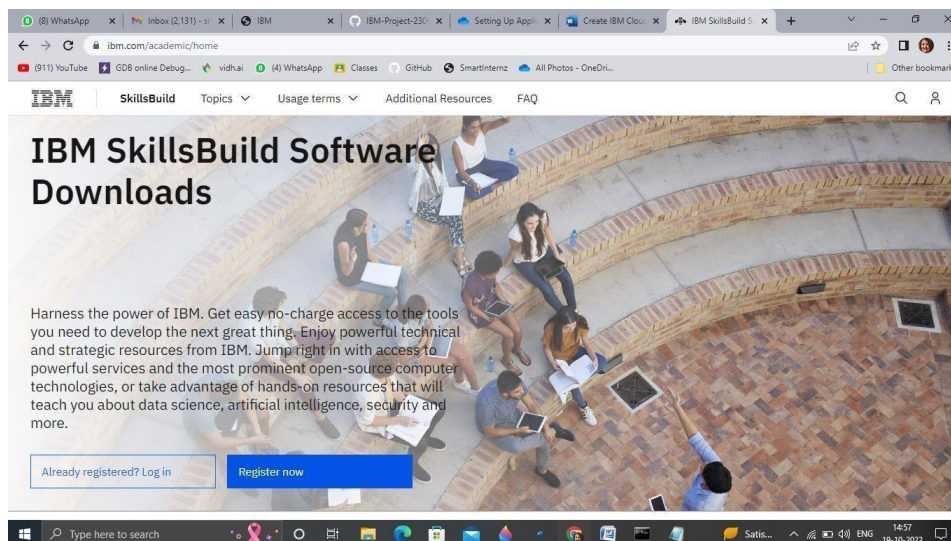 (8) WhatsApp
Inbox (2,131) - sr
IBM
IBM-Project-230
Setting Up Applic
Create IBM Clou
IBM SkillsBuild S
ibm.com/academic/home
(911) YouTube
GDB online Debug...
vidh.ai
(4) WhatsApp
Classes
GitHub
SmartInternz
All Photos - OneDri...
Other bookmark
IBM
SkillsBuild
Topics
Usage terms
Additional Resources
FAQ
IBM SkillsBuild Software
Downloads
Harness the power of IBM. Get easy no-charge access to the tools
you need to develop the next great thing. Enjoy powerful technical
and strategic resources from IBM. Jump right in with access to
powerful services and the most prominent open-source computer
technologies, or take advantage of hands-on resources that will
teach you about data science, artificial intelligence, security and
more.
Already registered? Log in
Register now
Type here to search
Satis...
ENG
14:57
19-10-2022